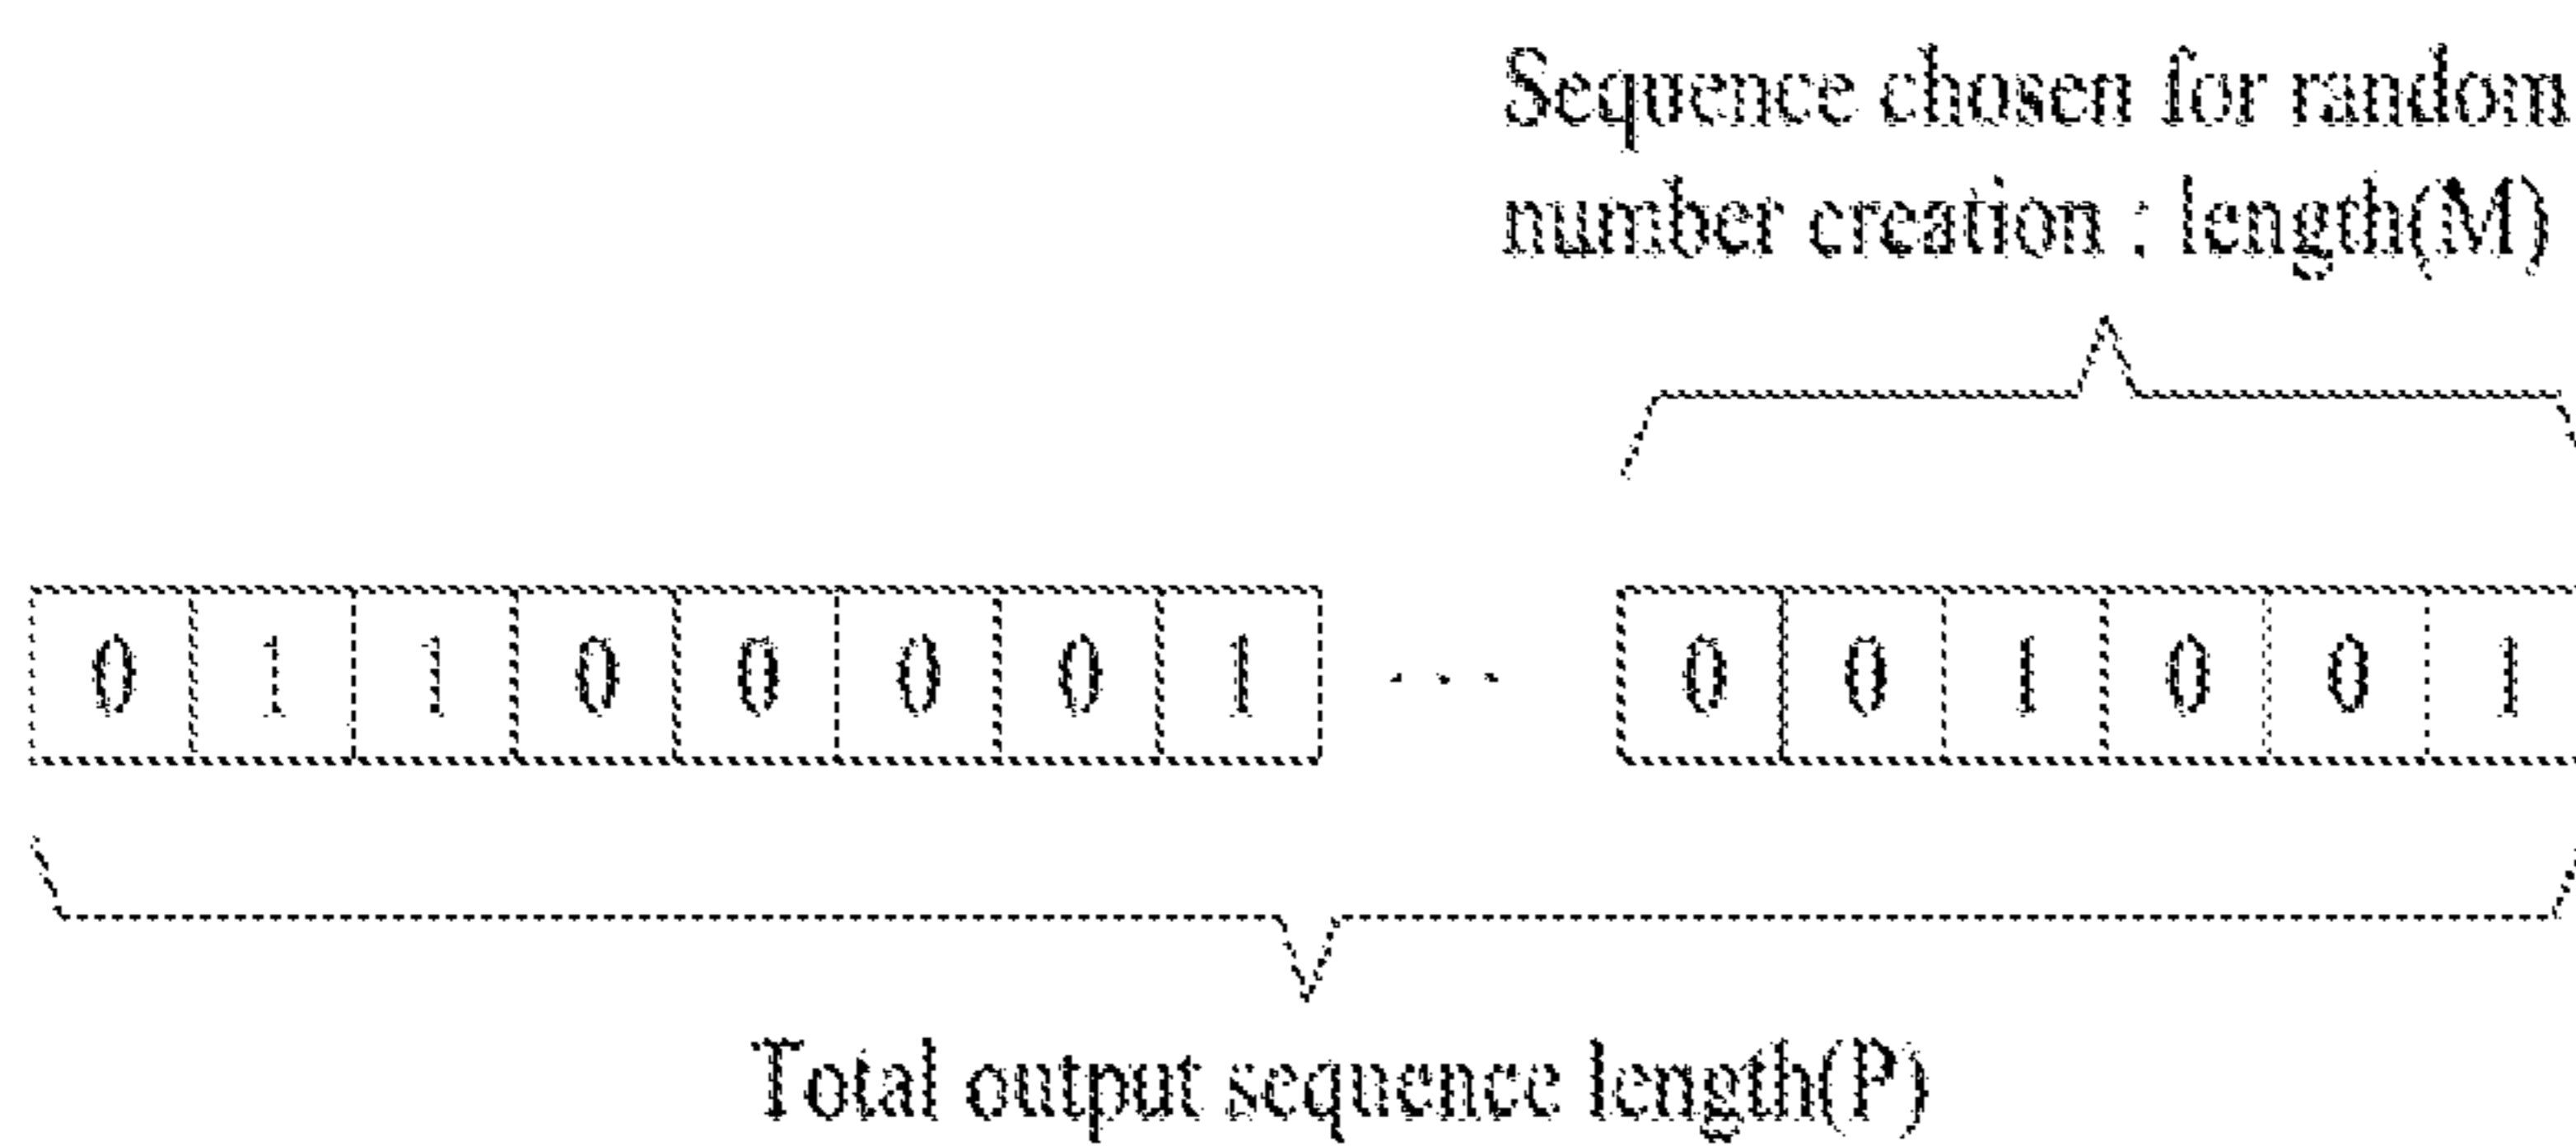 Sequence chosen for random
number creation : length(M)
0 1 1 0 0 0 0 1 . . . 0 0 1 0 0 1
Total output sequence length(P)